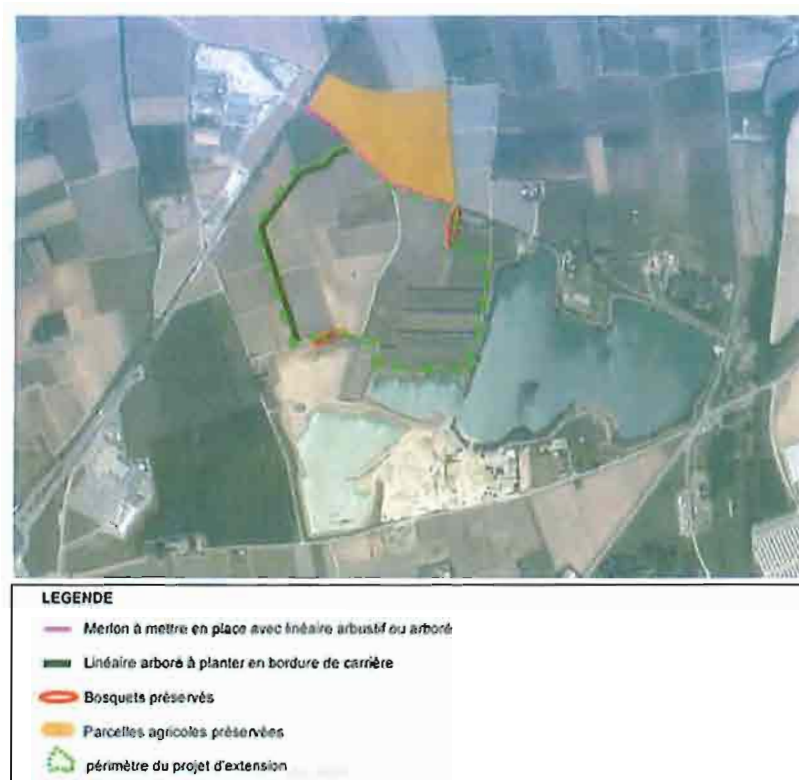 LEGENDE
Merlon à mettre en place avec linéaire arbustif ou arboré
Linéaire arboré à planter en bordure de carrière
Bosquets préservés
Parcelles agricoles préservées
périmètre du projet d'extension